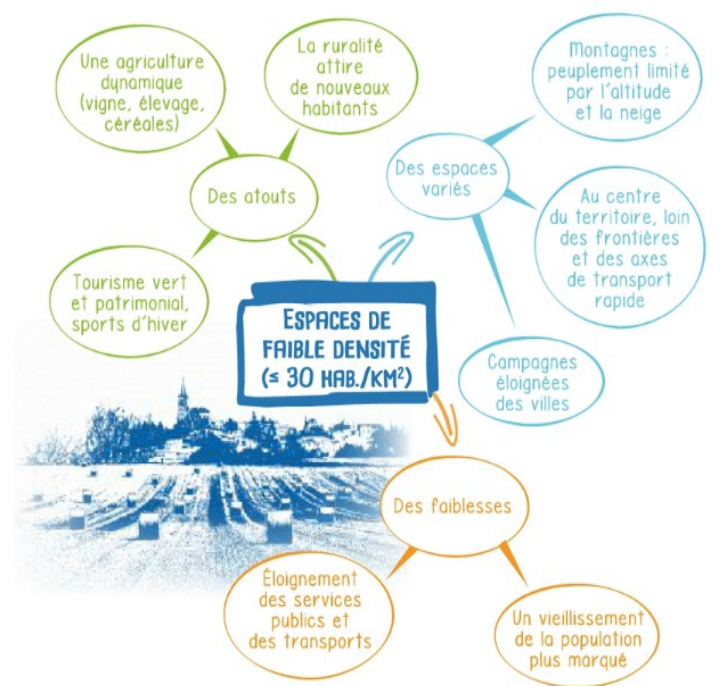 Une agriculture
dynamique
(vigne, élevage,
céréales)
La ruralité
attire
de nouveaux
habitants
Des atouts
Tourisme vert
et patrimonial,
sports d'hiver
Montagnes :
peuplement limité
par l'altitude
et la neige
Des espaces
variés
Au centre
du territoire, loin
des frontières
et des axes
de transport
rapide
Campagnes
éloignées
des villes
ESPACES DE
FAIBLE DENSITÉ
(≤ 30 HAB./KM²)
Des faiblesses
Éloignement
des services
publics et
des transports
Un vieillissement
de la population
plus marqué